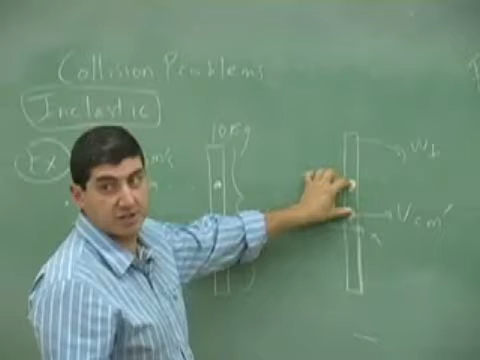 Collision Problems
Inelastic
Ex
m/s
10 Kg
Vcm'